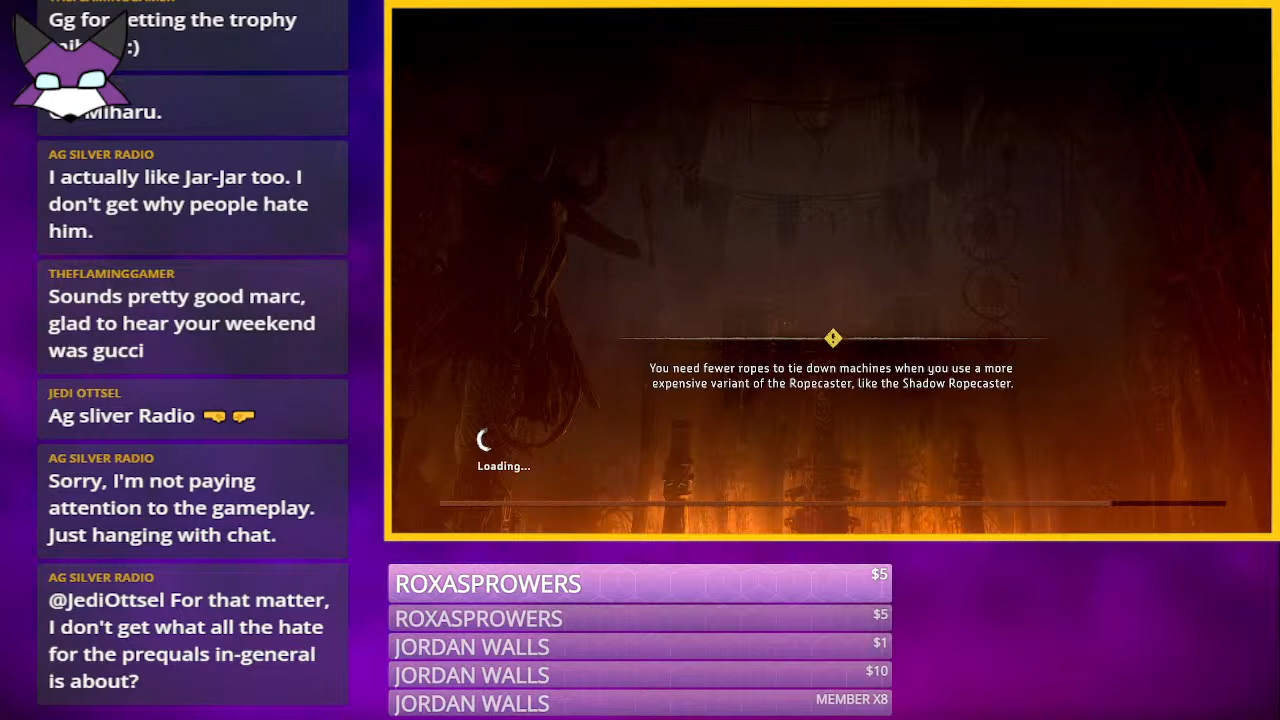 Gg for
etting the trophy
:)
Miharu.
AG SILVER RADIO
I actually like Jar-Jar too. I
don't get why people hate
him.
THEFLAMINGGAMER
Sounds pretty good marc,
glad to hear your weekend
was gucci
JEDI OTTSEL
Ag sliver Radio 🤜 🤛
AG SILVER RADIO
Sorry, I'm not paying
attention to the gameplay.
Just hanging with chat.
AG SILVER RADIO
@JediOttsel For that matter,
I don't get what all the hate
for the prequals in-general
is about?
You need fewer ropes to tie down machines when you use a more
expensive variant of the Ropecaster, like the Shadow Ropecaster.
Loading...
ROXASPROWERS $5
ROXASPROWERS $5
JORDAN WALLS $1
JORDAN WALLS $10
JORDAN WALLS MEMBER X8